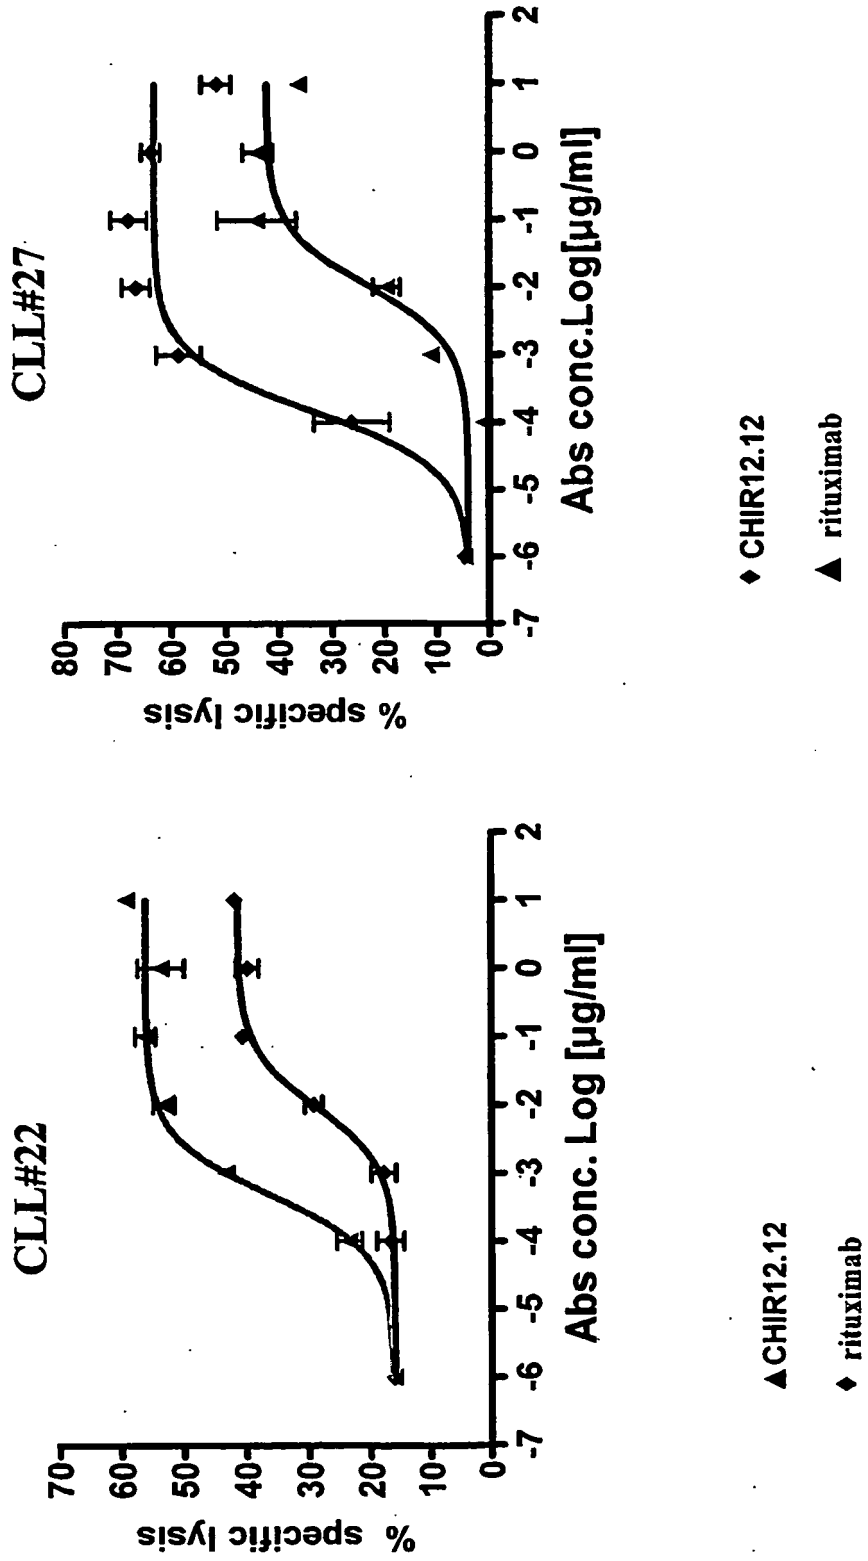 CLL#22
% specific lysis
70
60
50
40
30
20
10
0
-7 -6 -5 -4 -3 -2 -1 0 1 2
Abs conc. Log [µg/ml]
▲CHIR12.12
◆ rituximab
CLL#27
% specific lysis
80
70
60
50
40
30
20
10
0
-7 -6 -5 -4 -3 -2 -1 0 1 2
Abs conc.Log[µg/ml]
◆ CHIR12.12
▲ rituximab